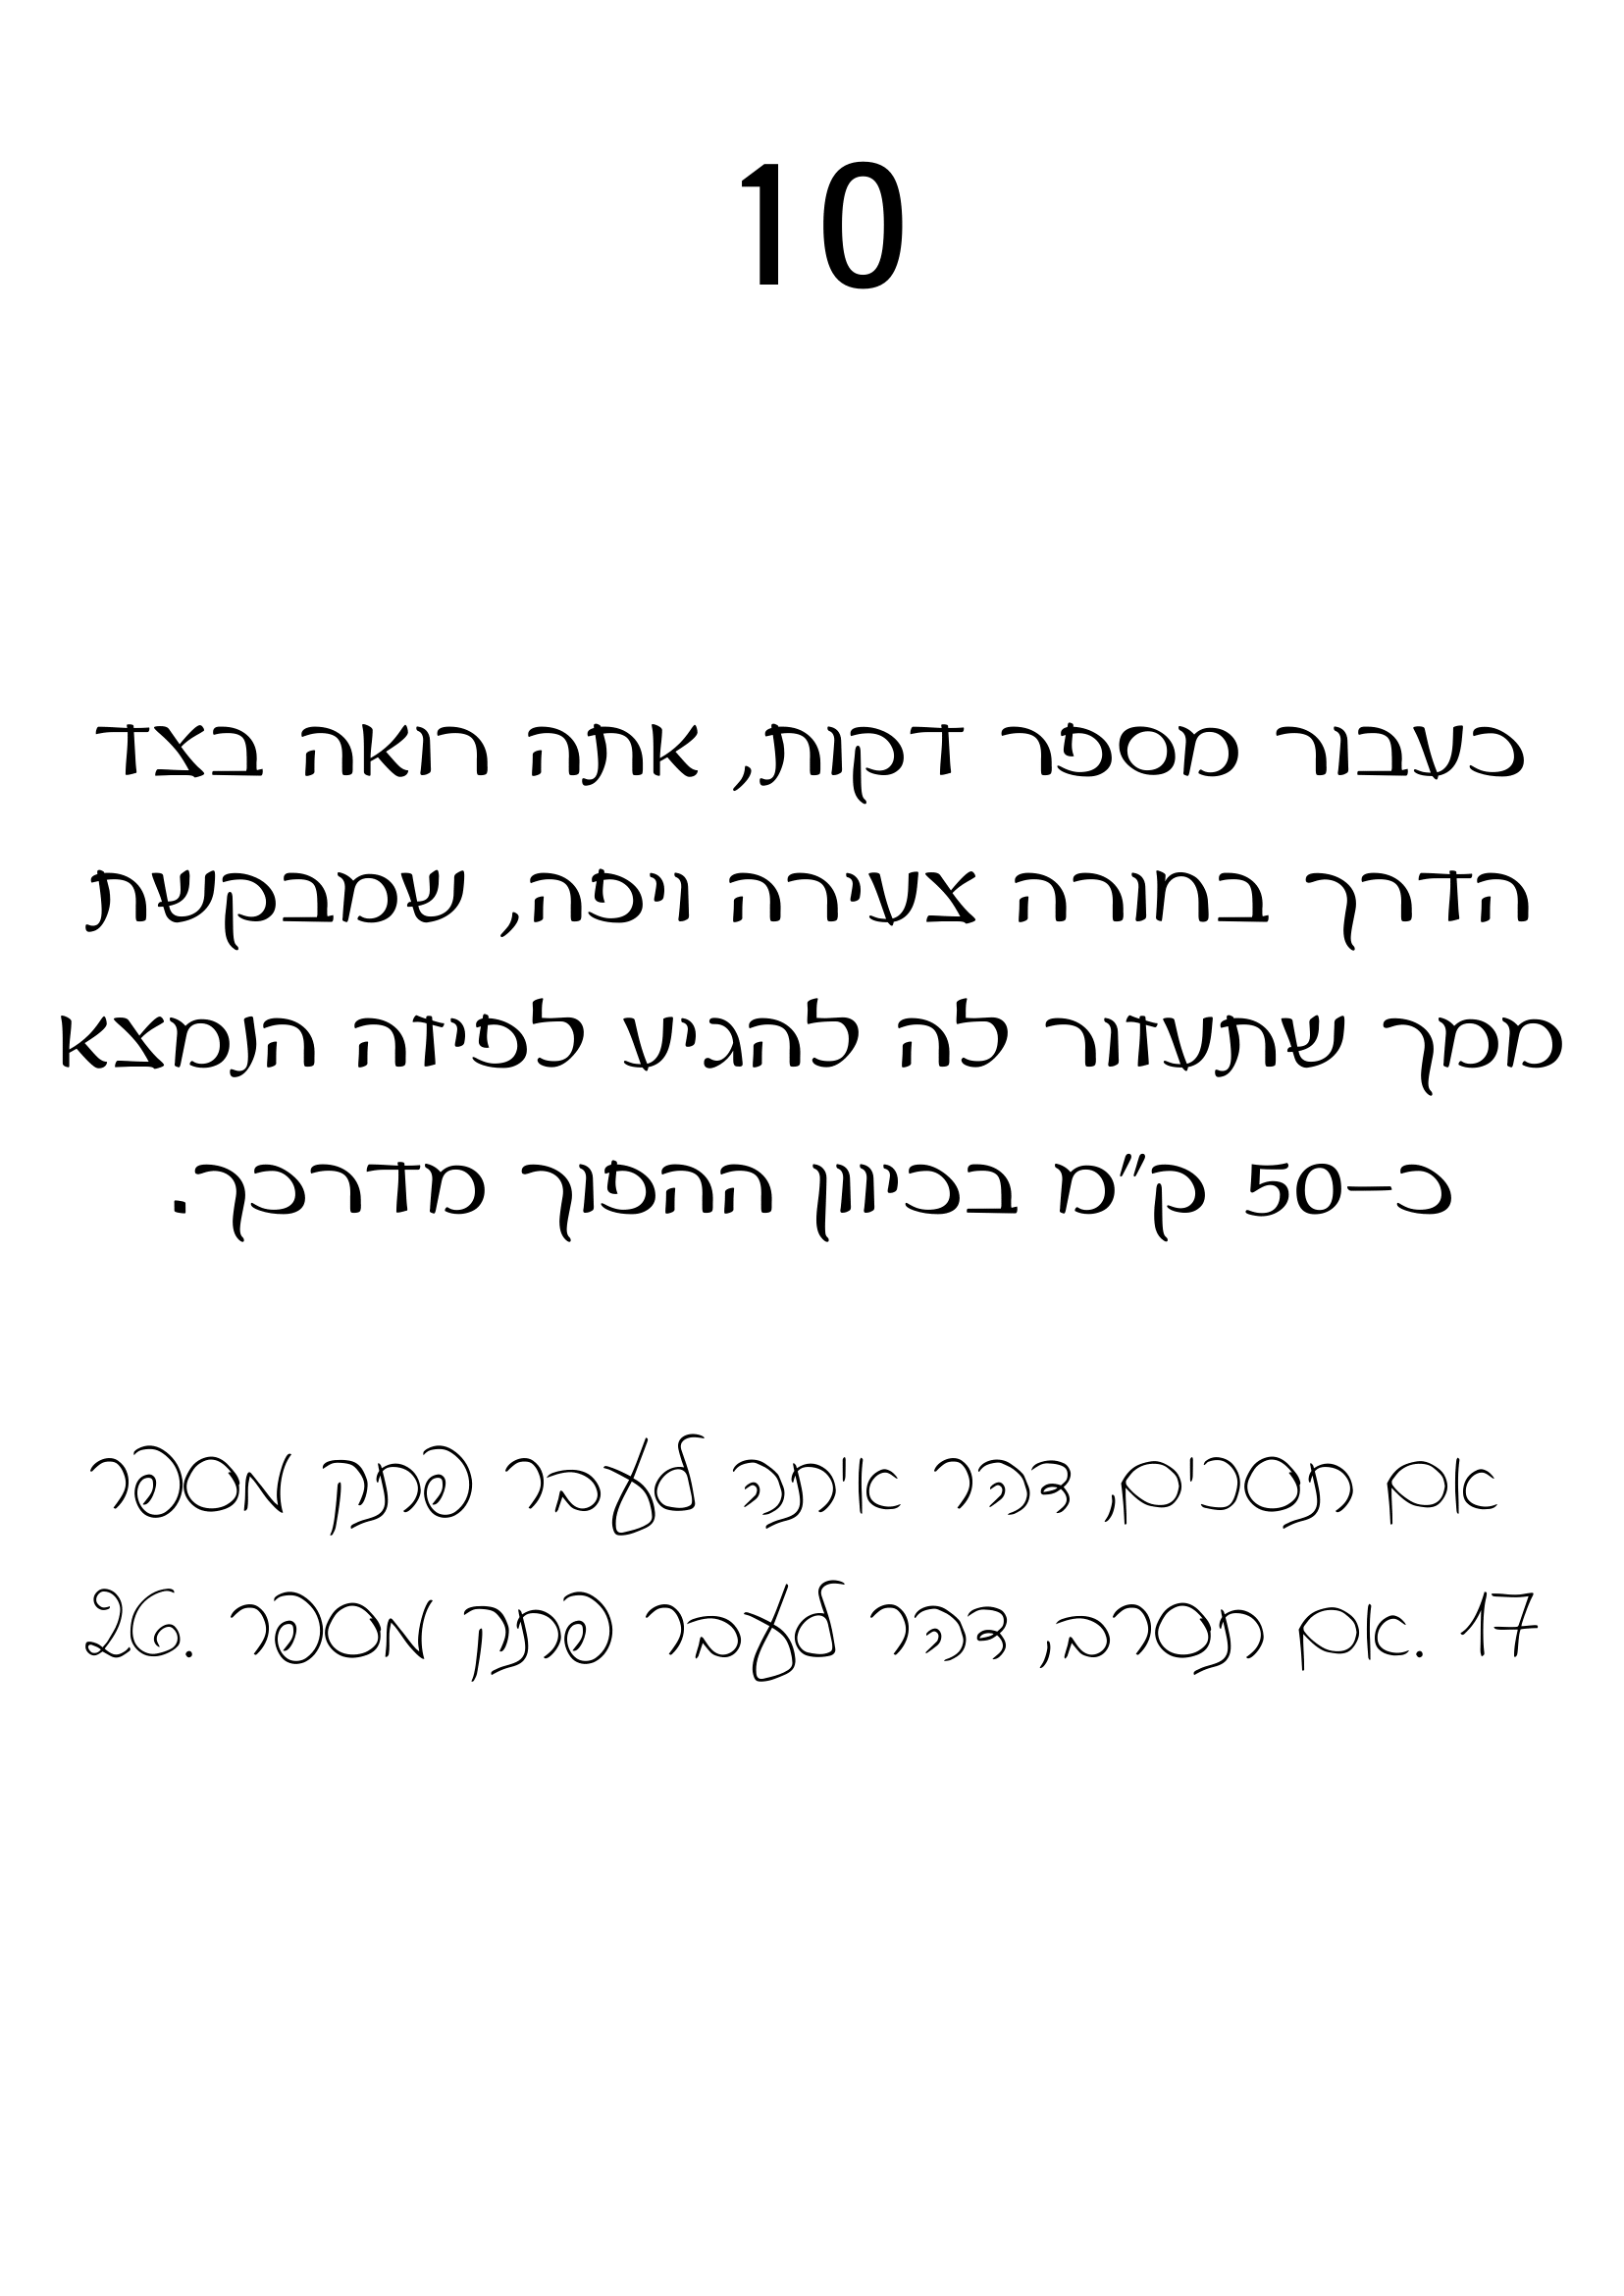 10
כעבור מספר דקות, אתה רואה בצד
הדרך בחורה צעירה ויפה, שמבקשת
ממך שתעזור לה להגיע לפיזה הנמצא
כ-50 ק״מ בכיוון ההפוך מדרכך.
אם תסכים, דהר איתה לעבר פתק מספר
17 .אם תסרב, דהר לעבר פתק מספר .26